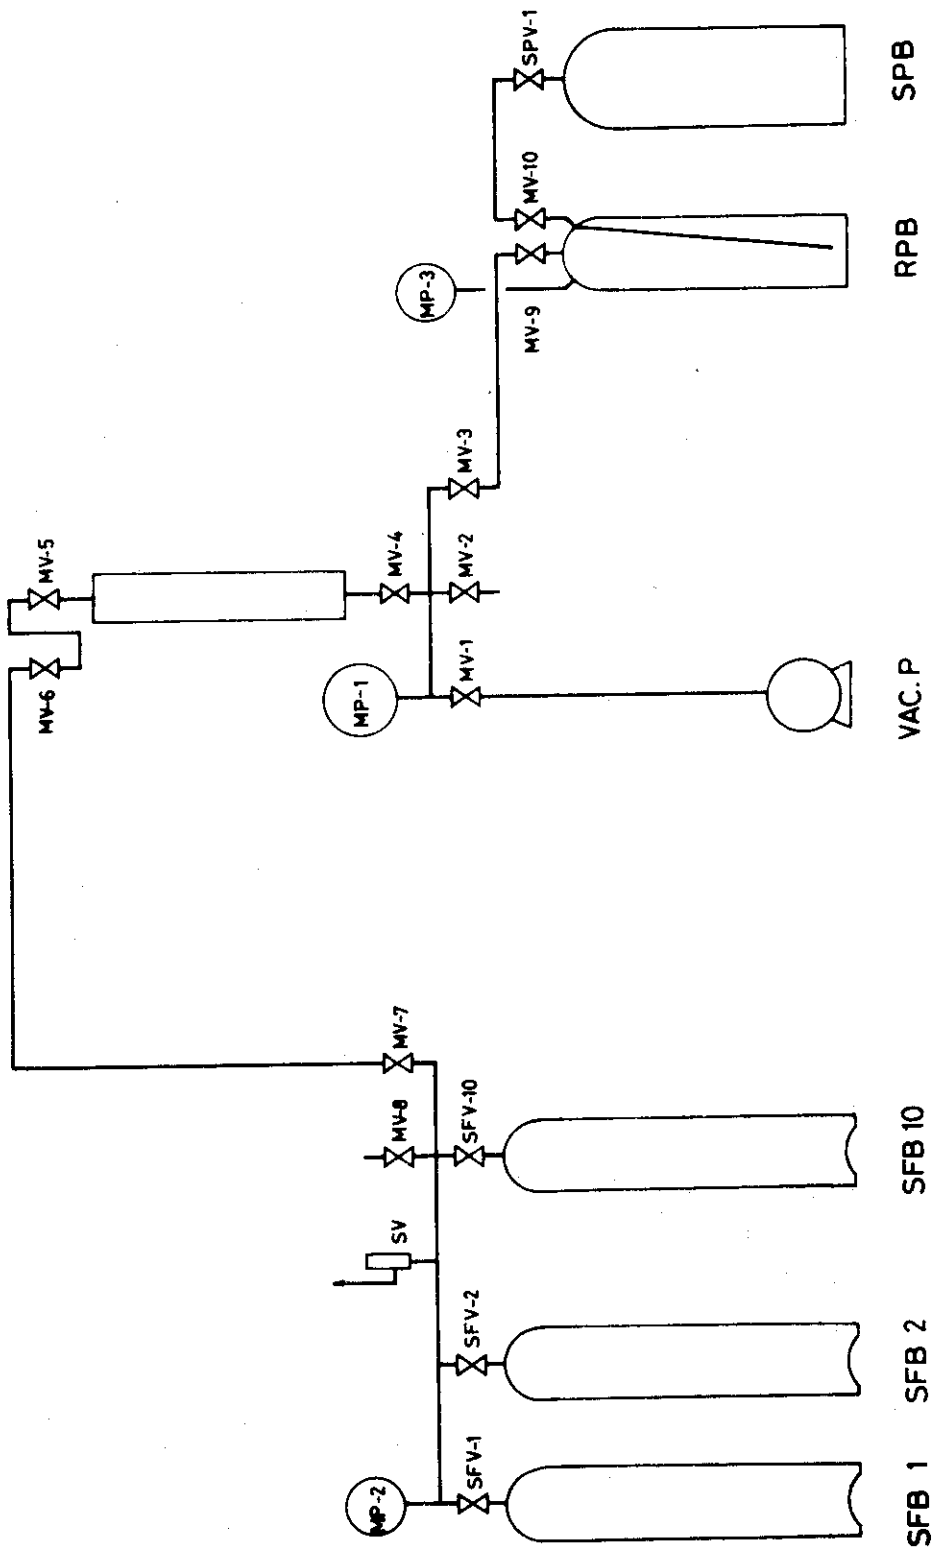 SPV-1
SPB
MV-10
RPB
MP-3
MV-9
MV-3
MV-5
MV-4
MV-2
MV-6
MP-1
MV-1
VAC. P
MV-7
MV-8
SFV-10
SFB 10
SV
SFV-2
SFB 2
MP-2
SFV-1
SFB 1